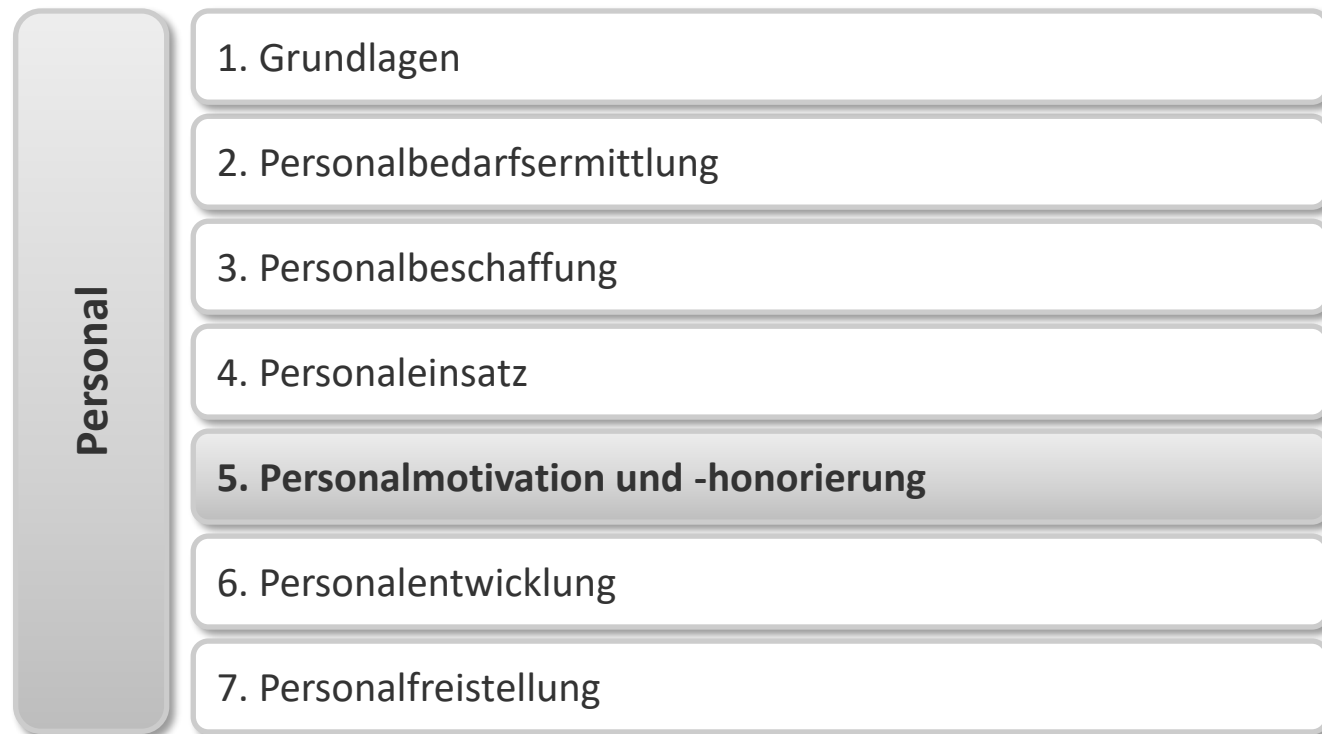 Personal
1. Grundlagen
2. Personalbedarfsermittlung
3. Personalbeschaffung
4. Personaleinsatz
5. Personalmotivation und -honorierung
6. Personalentwicklung
7. Personalfreistellung